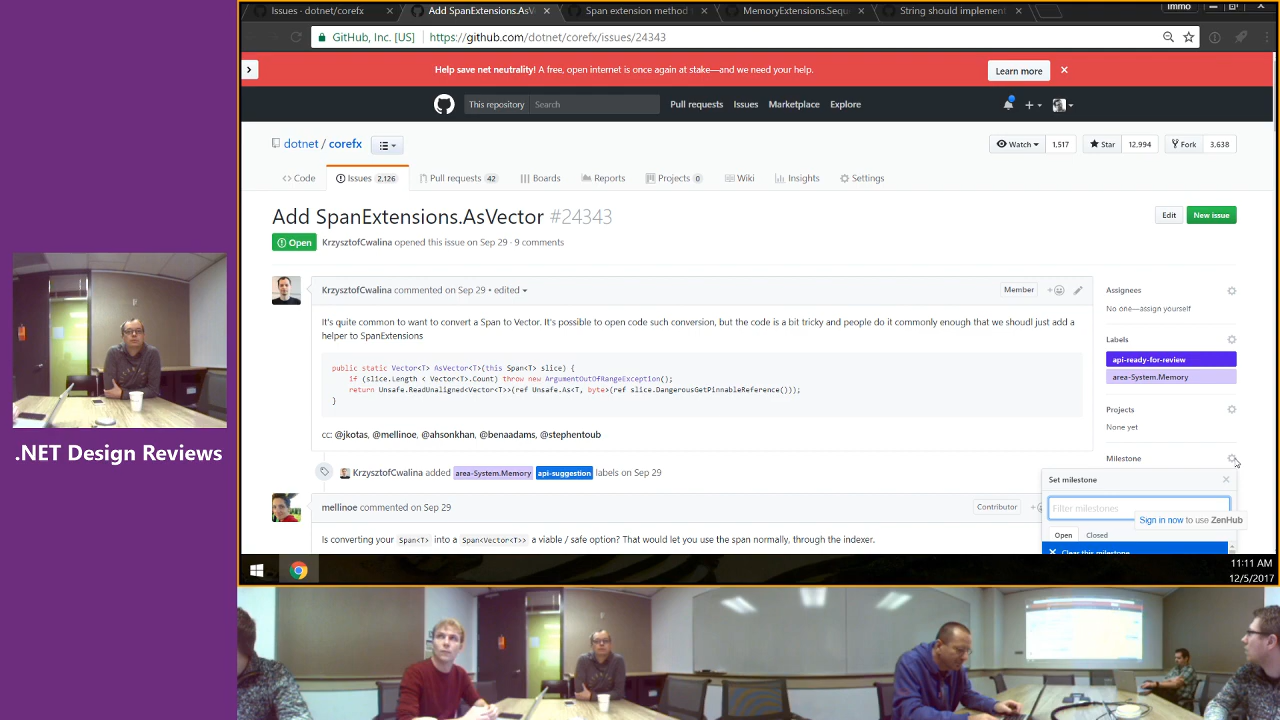 Issues - dotnet/corefx
Add SpanExtensions.AsV
Span extension method
MemoryExtensions.Sequ
String should implement
Immo
GitHub, Inc. [US] https://github.com/dotnet/corefx/issues/24343
Help save net neutrality! A free, open internet is once again at stake—and we need your help.
Learn more
This repository Search
Pull requests Issues Marketplace Explore
dotnet / corefx
Watch 1,517 Star 12,994 Fork 3,638
Code Issues 2,126 Pull requests 42 Boards Reports Projects 0 Wiki Insights Settings
Add SpanExtensions.AsVector #24343
Edit New issue
Open KrzysztofCwalina opened this issue on Sep 29 · 9 comments
KrzysztofCwalina commented on Sep 29 • edited
Member
It's quite common to want to convert a Span to Vector. It's possible to open code such conversion, but the code is a bit tricky and people do it commonly enough that we shoudl just add a
helper to SpanExtensions
public static Vector<T> AsVector<T>(this Span<T> slice) {
if (slice.Length < Vector<T>.Count) throw new ArgumentOutOfRangeException();
return Unsafe.ReadUnaligned<Vector<T>>(ref Unsafe.As<T, byte>(ref slice.DangerousGetPinnableReference()));
}
cc: @jkotas, @mellinoe, @ahsonkhan, @benaadams, @stephentoub
KrzysztofCwalina added area-System.Memory api-suggestion labels on Sep 29
mellinoe commented on Sep 29
Contributor
Is converting your Span<T> into a Span<Vector<T>> a viable / safe option? That would let you use the span normally, through the indexer.
Assignees
No one—assign yourself
Labels
api-ready-for-review
area-System.Memory
Projects
None yet
Milestone
Set milestone
Filter milestones
Sign in now to use ZenHub
Open Closed
Clear this milestone
11:11 AM
12/5/2017
.NET Design Reviews